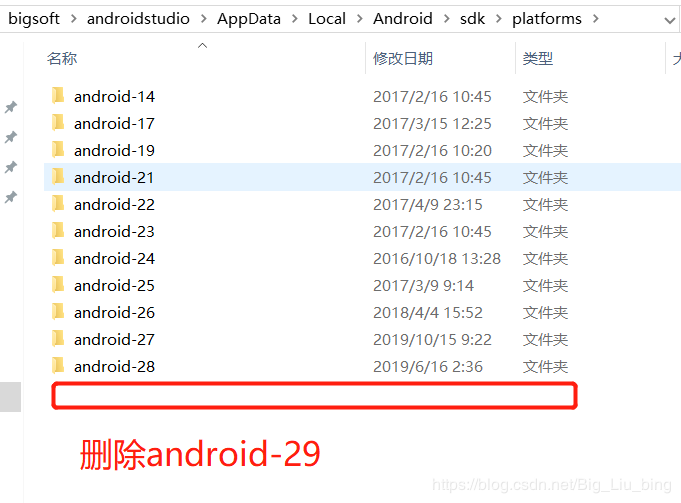 bigsoft > androidstudio > AppData > Local > Android > sdk > platforms >
名称 修改日期 类型
android-14 2017/2/16 10:45 文件夹
android-17 2017/3/15 12:25 文件夹
android-19 2017/2/16 10:20 文件夹
android-21 2017/2/16 10:45 文件夹
android-22 2017/4/9 23:15 文件夹
android-23 2017/2/16 10:45 文件夹
android-24 2016/10/18 13:28 文件夹
android-25 2017/3/9 9:14 文件夹
android-26 2018/4/4 15:52 文件夹
android-27 2019/10/15 9:22 文件夹
android-28 2019/6/16 2:36 文件夹
删除android-29
https://blog.csdn.net/Big_Liu_bing